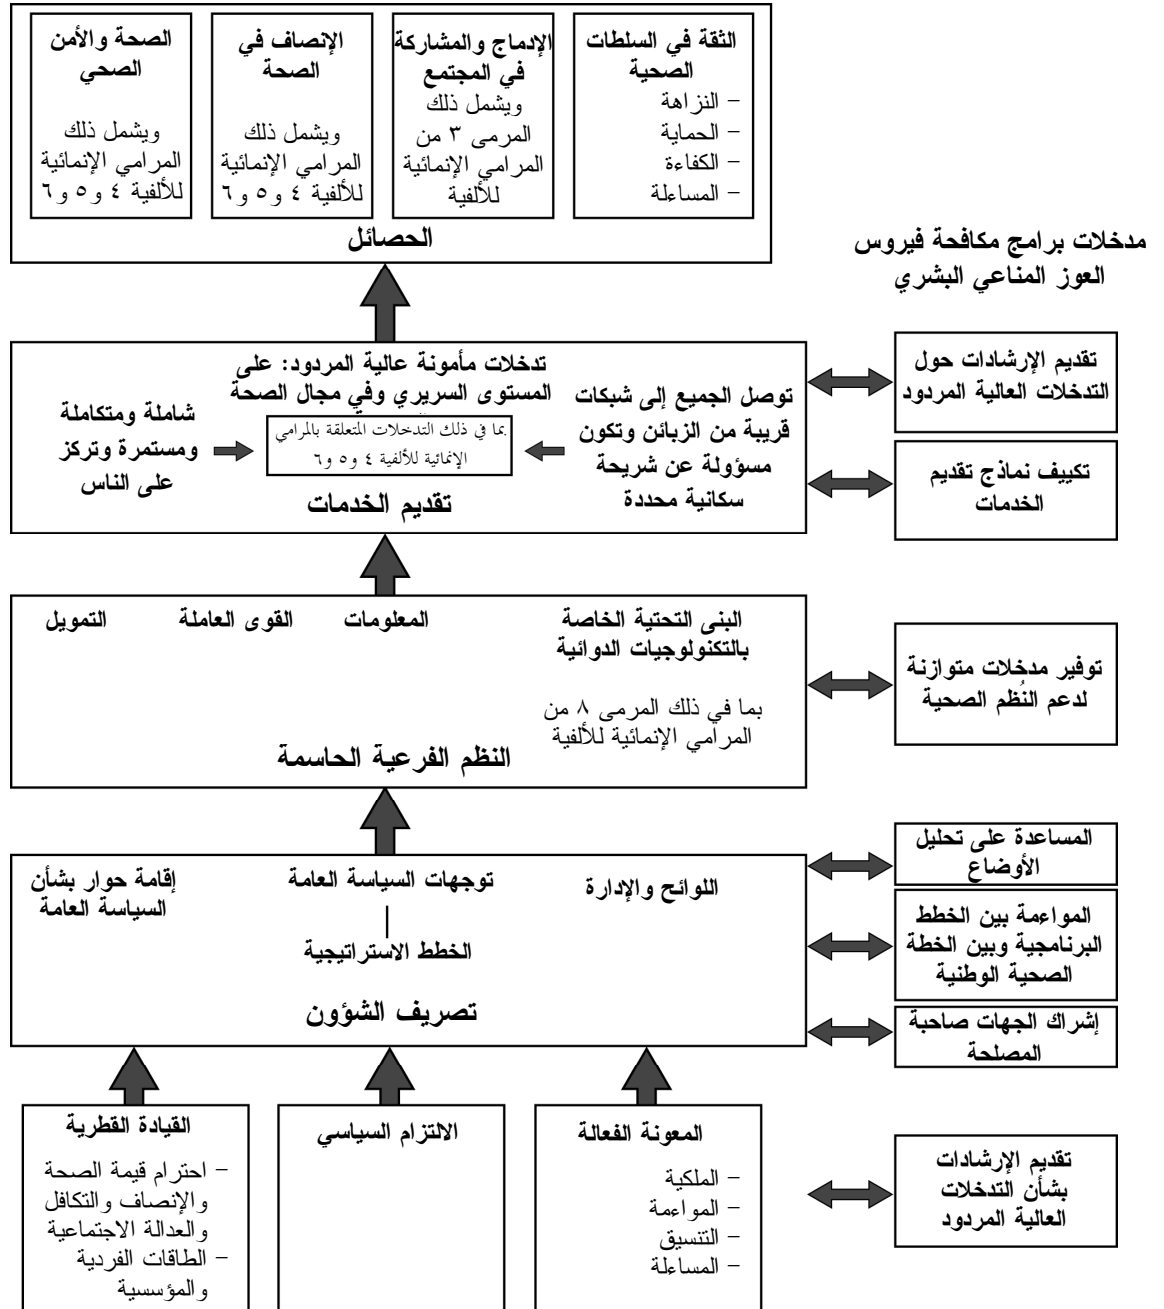 الثقة في السلطات
الصحية
– النزاهة
– الحماية
– الكفاءة
– المساءلة
الإدماج والمشاركة
في المجتمع
ويشمل ذلك
المرمى ٣ من
المرامي الإنمائية
للألفية
الإنصاف في
الصحة
ويشمل ذلك
المرامي الإنمائية
للألفية ٤ و٥ و٦
الصحة والأمن
الصحي
ويشمل ذلك
المرامي الإنمائية
للألفية ٤ و٥ و٦
الحصائل
مدخلات برامج مكافحة فيروس
العوز المناعي البشري
تقديم الإرشادات حول
التدخلات العالية المردود
تكييف نماذج تقديم
الخدمات
توصل الجميع إلى شبكات
قريبة من الزبائن وتكون
مسؤولة عن شريحة
سكانية محددة
تدخلات مأمونة عالية المردود: على
المستوى السريري وفي مجال الصحة
بما في ذلك التدخلات المتعلقة بالمرامي
الإنمائية للألفية ٤ و٥ و٦
شاملة ومتكاملة
ومستمرة وتركز
على الناس
تقديم الخدمات
البنى التحتية الخاصة
بالتكنولوجيات الدوائية
بما في ذلك المرمى ٨ من
المرامي الإنمائية للألفية
المعلومات
القوى العاملة
التمويل
النظم الفرعية الحاسمة
توفير مدخلات متوازنة
لدعم النُظم الصحية
المساعدة على تحليل
الأوضاع
المواءمة بين الخطط
البرنامجية وبين الخطة
الصحية الوطنية
إشراك الجهات صاحبة
المصلحة
اللوائح والإدارة
توجهات السياسة العامة
الخطط الاستراتيجية
إقامة حوار بشأن
السياسة العامة
تصريف الشؤون
تقديم الإرشادات
بشأن التدخلات
العالية المردود
المعونة الفعالة
– الملكية
– المواءمة
– التنسيق
– المساءلة
الالتزام السياسي
القيادة القطرية
– احترام قيمة الصحة
والإنصاف والتكافل
والعدالة الاجتماعية
– الطاقات الفردية
والمؤسسية